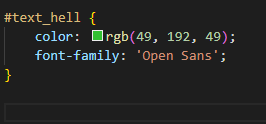 #text_hell {
color: rgb(49, 192, 49);
font-family: 'Open Sans';
}